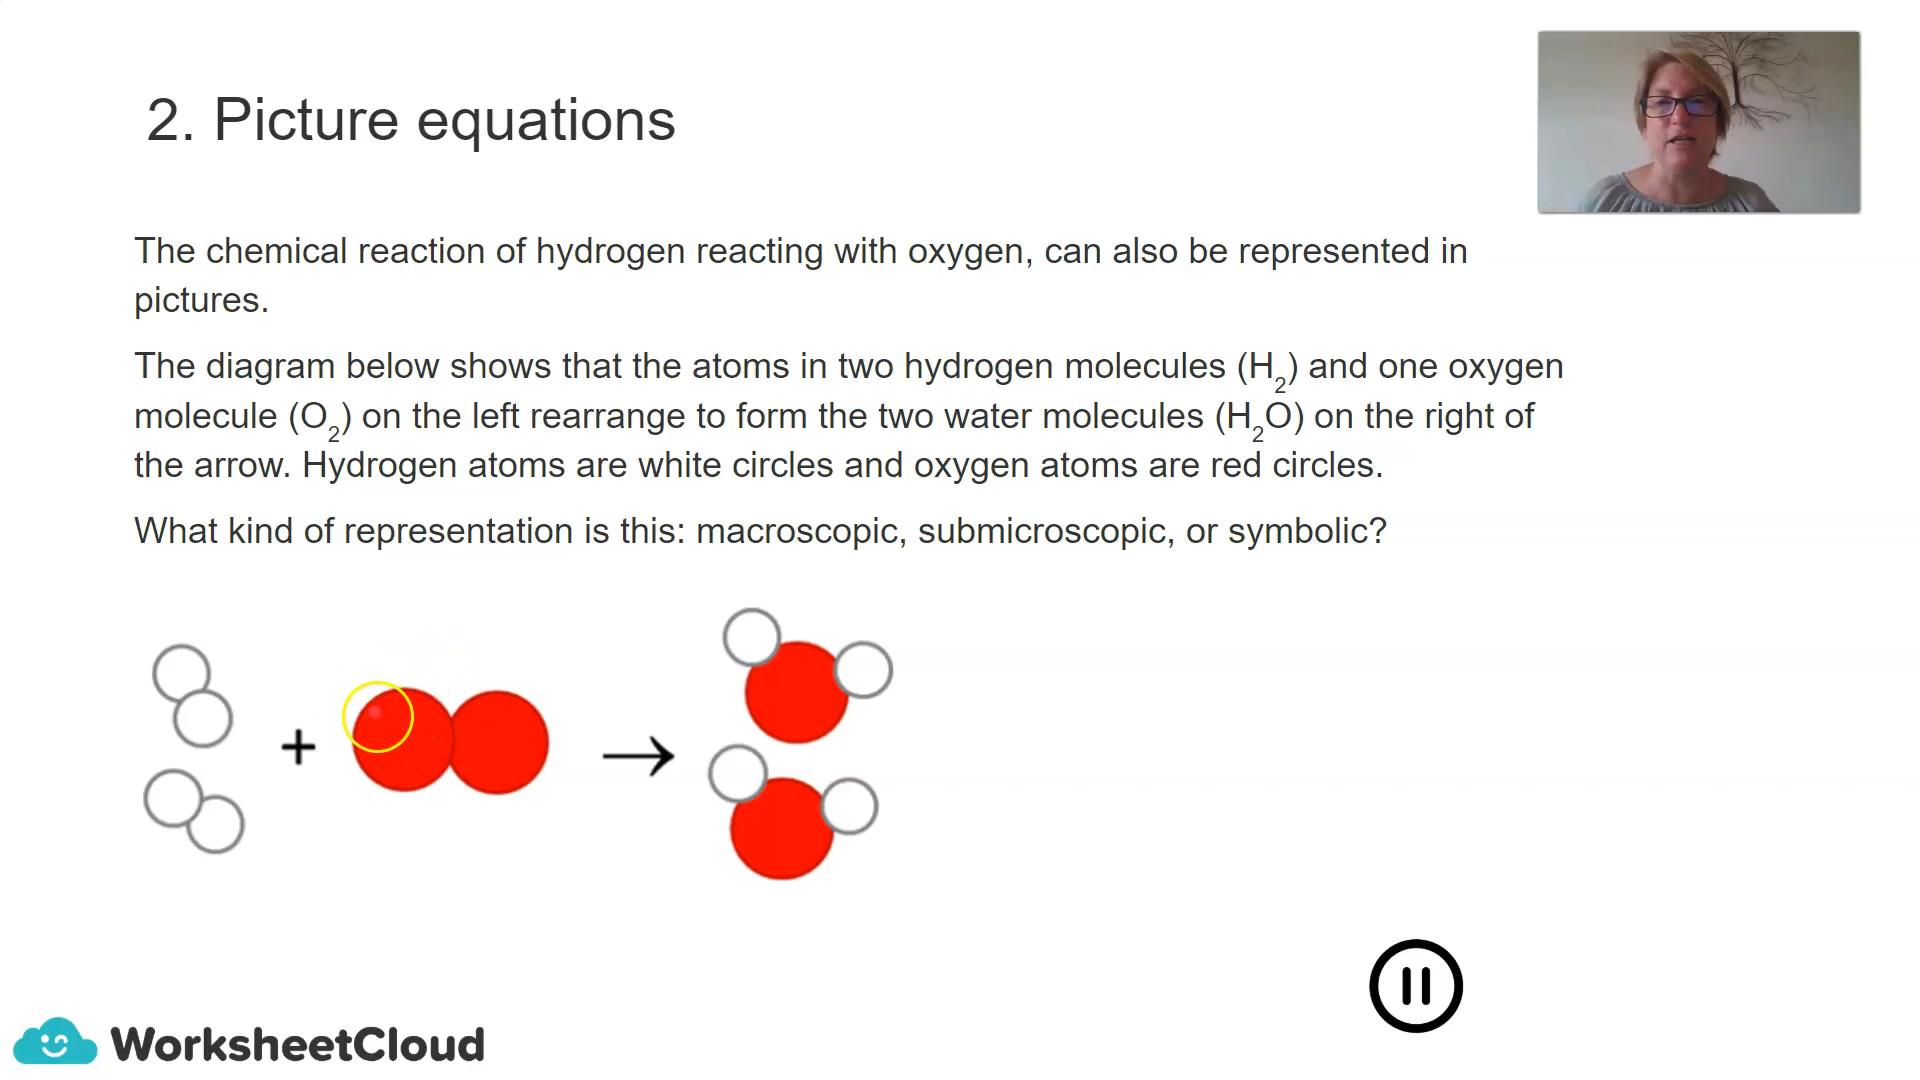 2. Picture equations
The chemical reaction of hydrogen reacting with oxygen, can also be represented in
pictures.
The diagram below shows that the atoms in two hydrogen molecules (H₂) and one oxygen
molecule (O₂) on the left rearrange to form the two water molecules (H₂O) on the right of
the arrow. Hydrogen atoms are white circles and oxygen atoms are red circles.
What kind of representation is this: macroscopic, submicroscopic, or symbolic?
+ →
WorksheetCloud